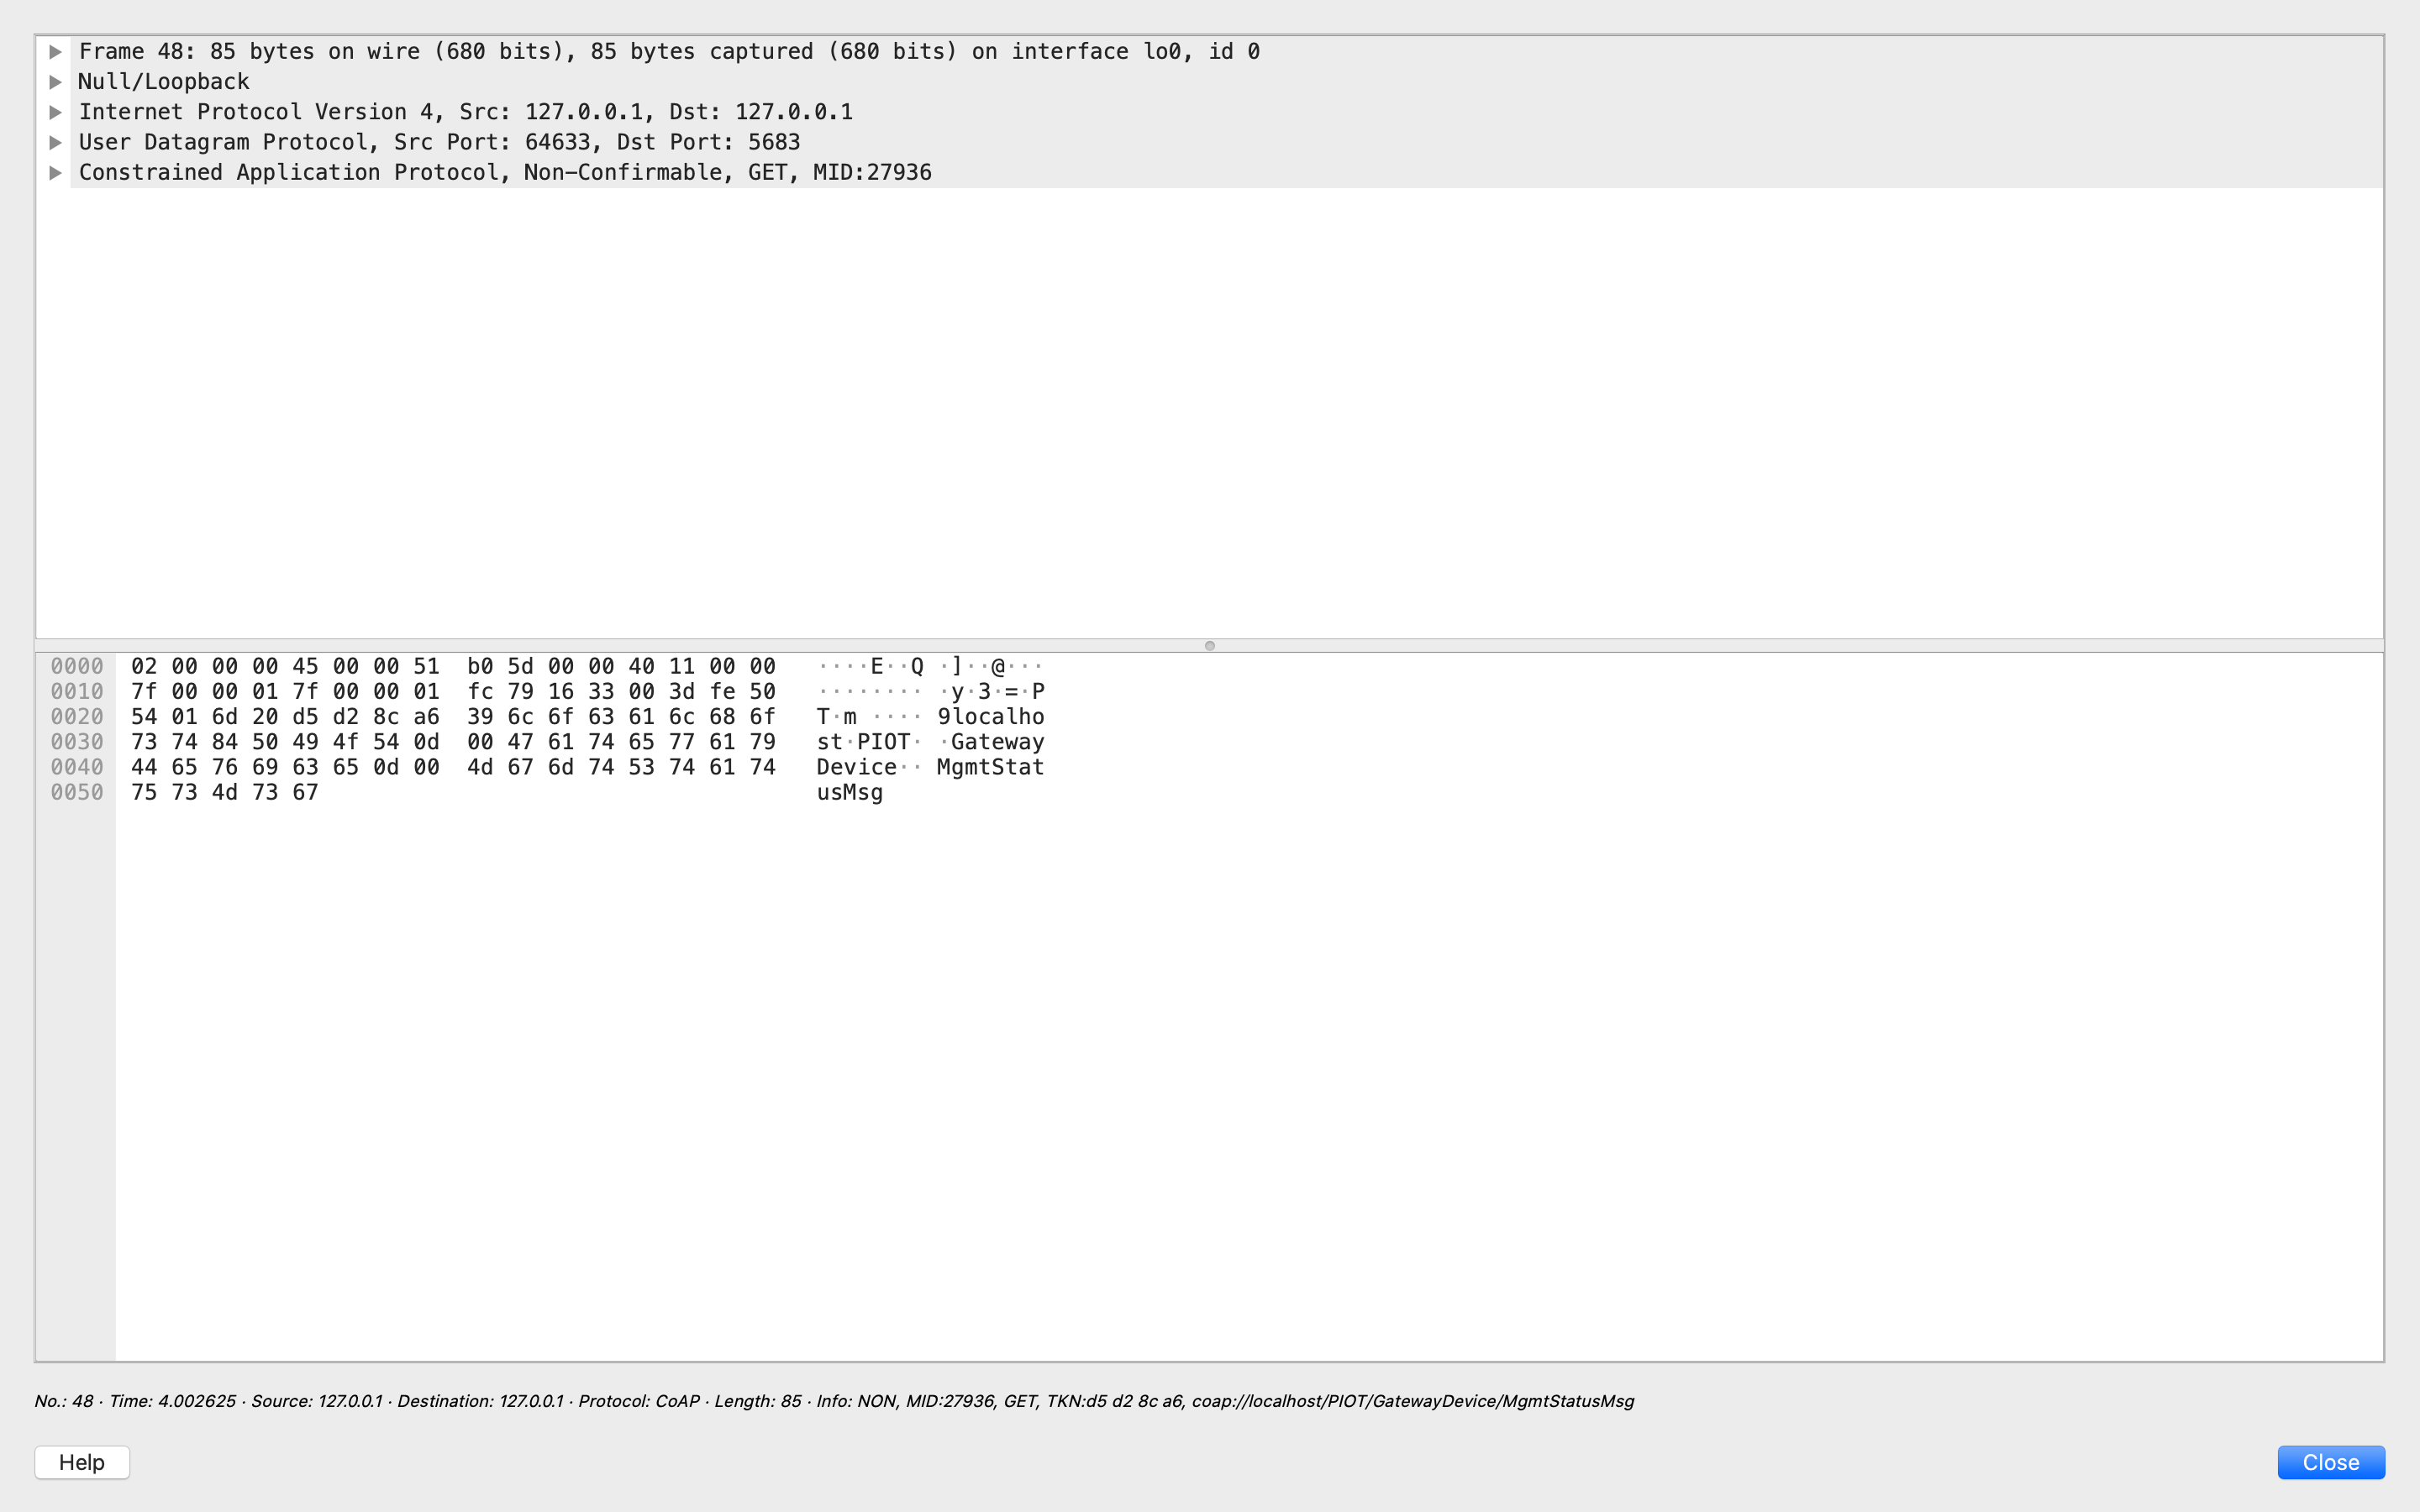 Frame 48: 85 bytes on wire (680 bits), 85 bytes captured (680 bits) on interface lo0, id 0
Null/Loopback
Internet Protocol Version 4, Src: 127.0.0.1, Dst: 127.0.0.1
User Datagram Protocol, Src Port: 64633, Dst Port: 5683
Constrained Application Protocol, Non-Confirmable, GET, MID:27936
0000 02 00 00 00 45 00 00 51 b0 5d 00 00 40 11 00 00 ····E··Q ·]··@···
0010 7f 00 00 01 7f 00 00 01 fc 79 16 33 00 3d fe 50 ········ ·y·3·=·P
0020 54 01 6d 20 d5 d2 8c a6 39 6c 6f 63 61 6c 68 6f T·m ···· 9localho
0030 73 74 84 50 49 4f 54 0d 00 47 61 74 65 77 61 79 st·PIOT· ·Gateway
0040 44 65 76 69 63 65 0d 00 4d 67 6d 74 53 74 61 74 Device·· MgmtStat
0050 75 73 4d 73 67 usMsg
No.: 48 · Time: 4.002625 · Source: 127.0.0.1 · Destination: 127.0.0.1 · Protocol: CoAP · Length: 85 · Info: NON, MID:27936, GET, TKN:d5 d2 8c a6, coap://localhost/PIOT/GatewayDevice/MgmtStatusMsg
Help
Close